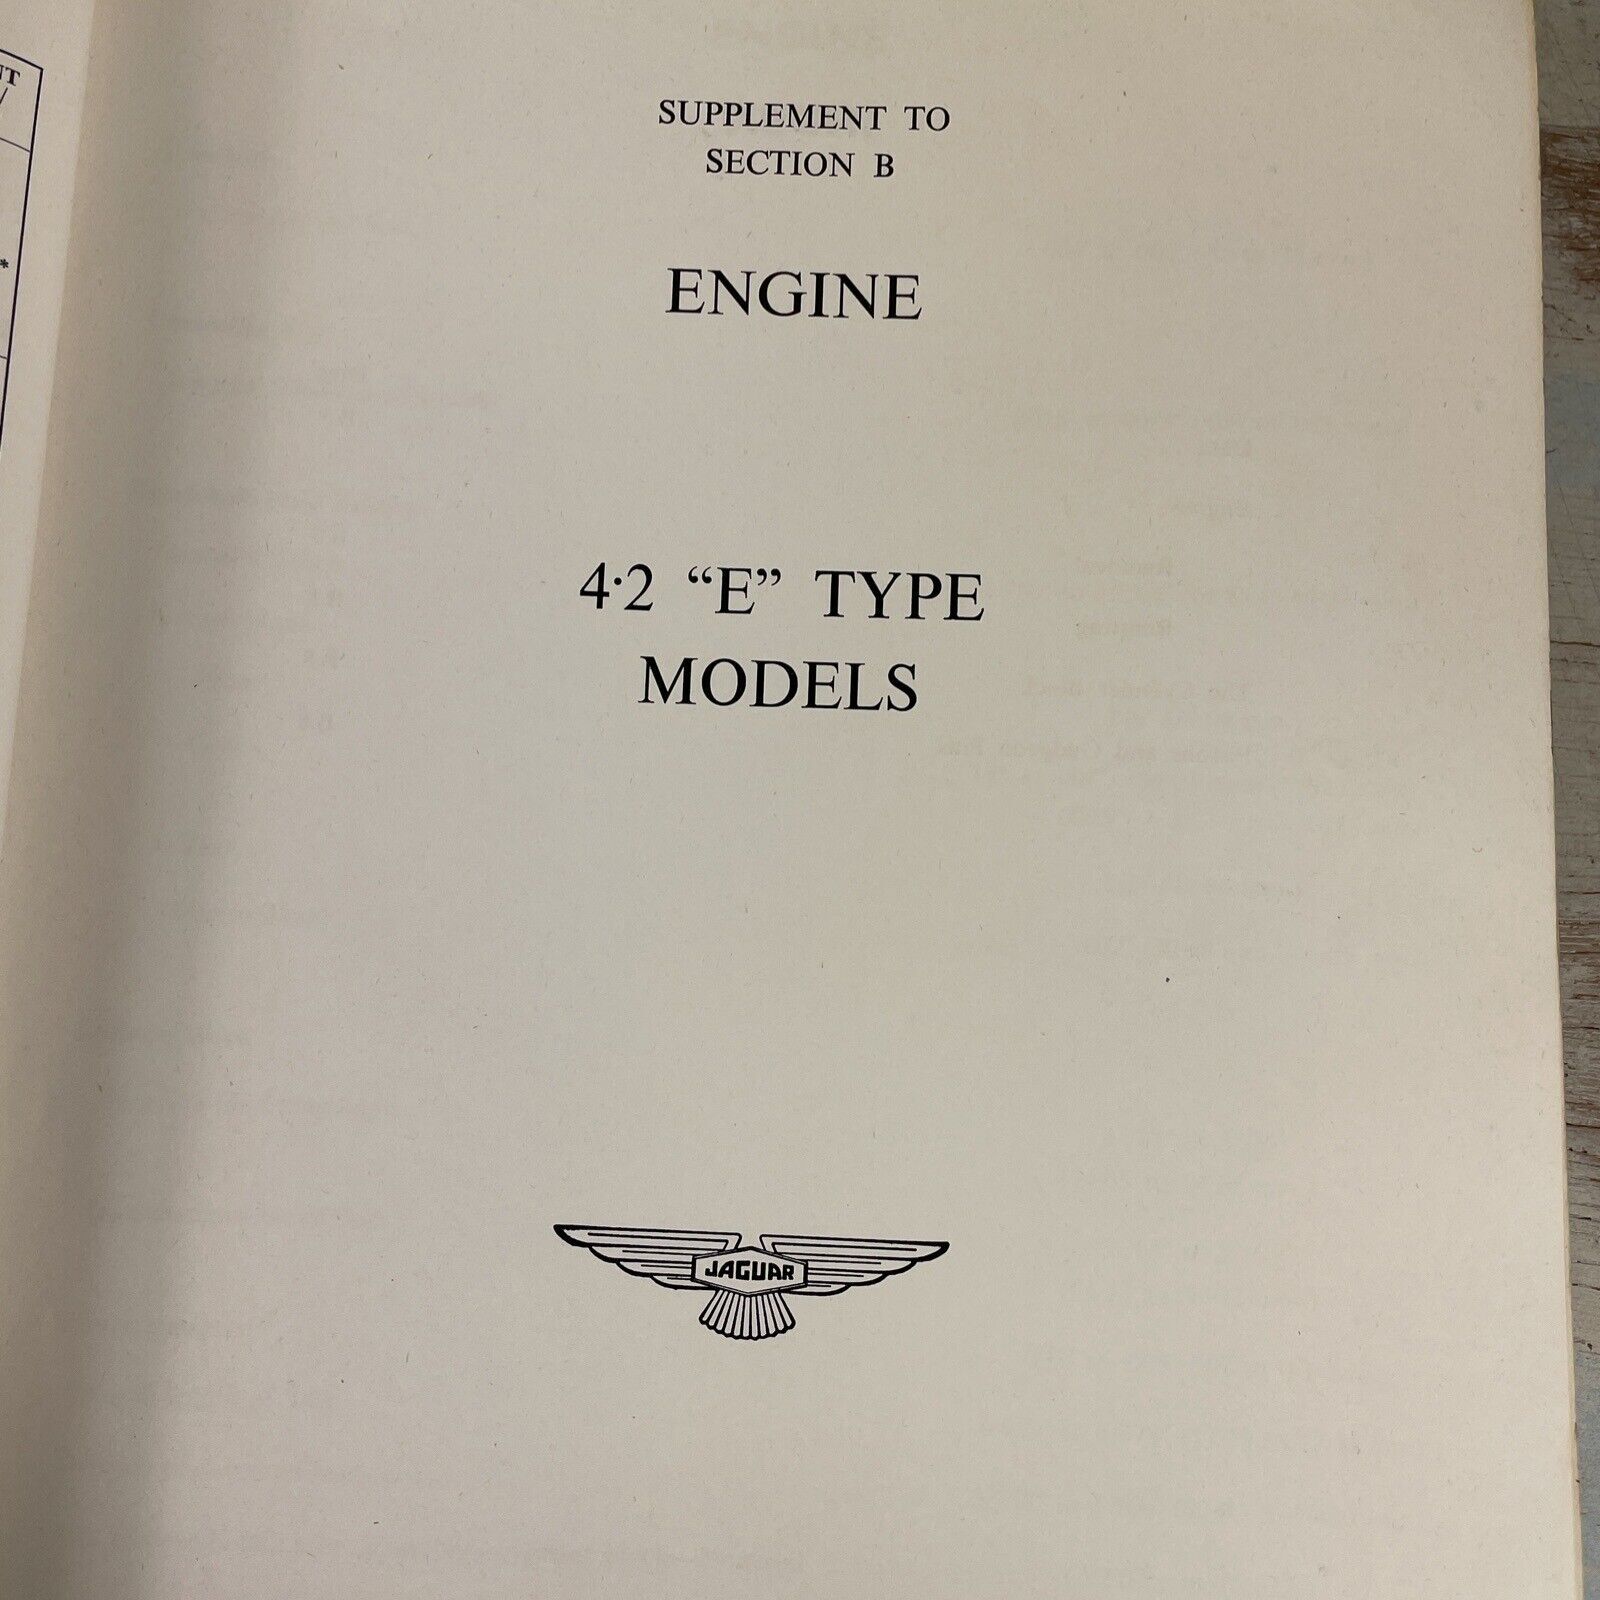 SUPPLEMENT TO
SECTION B
ENGINE
4·2 “E” TYPE
MODELS
JAGUAR